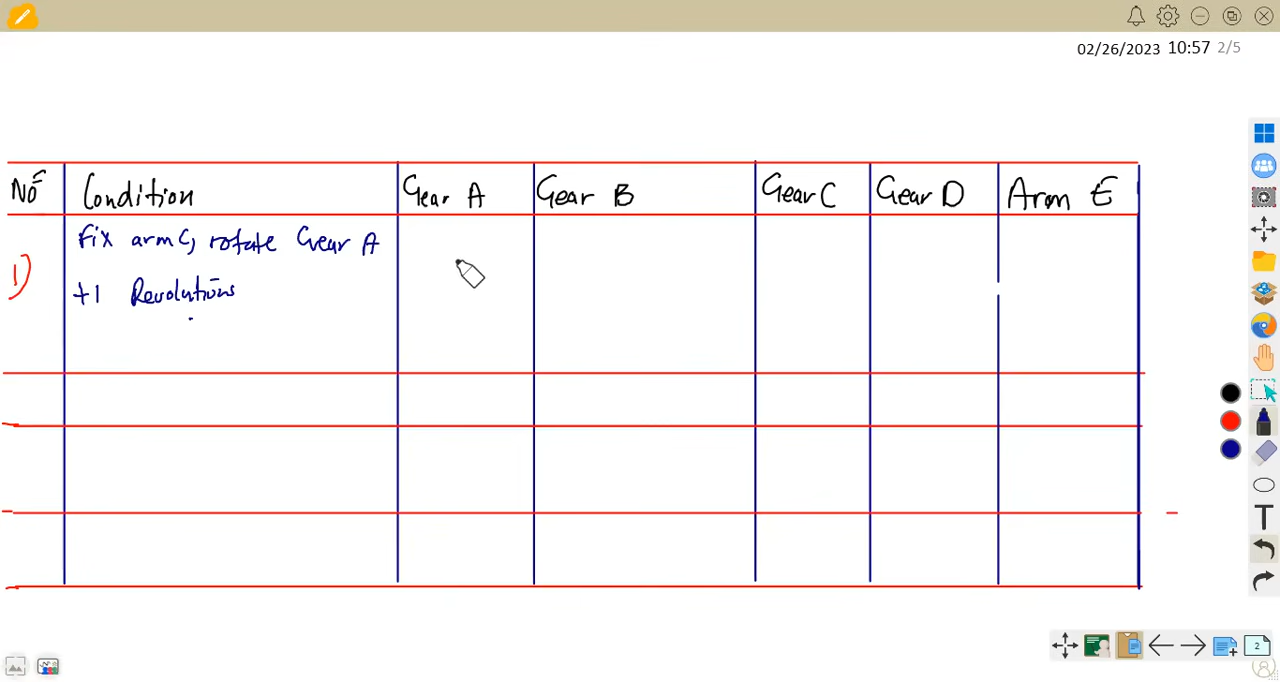 02/26/2023 10:57 2/5
No Condition Gear A Gear B Gear C Gear D Arm E
1) Fix arm C, rotate Gear A
+1 Revolutions
T
2